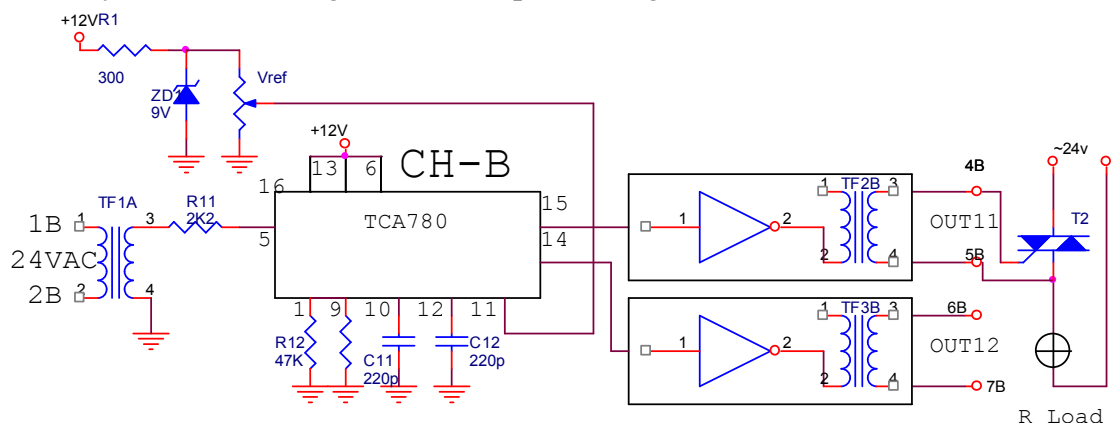 +12V R1
300
ZD1
9V
Vref
+12V
CH-B
16 13 6
TCA780
15
14
5
1 9 10 12 11
TF1A
1B 1
24VAC
2B 2
3
4
R11
2K2
R12
47K
C11
220p
C12
220p
1 2
TF2B
1 3
2 4
4B
OUT11
5B
1 2
TF3B
1 3
2 4
6B
OUT12
7B
~24v
T2
R Load